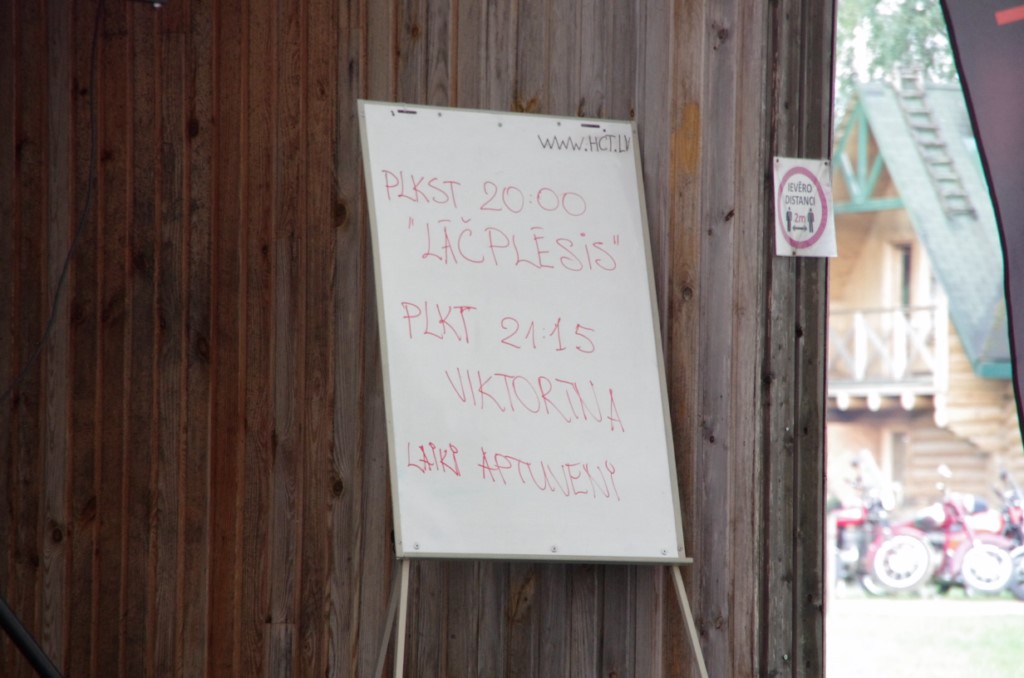 WWW.HCT.LV
PLKST 20:00
"LĀČPLĒSIS"
PLKT 21:15
VIKTORĪNA
LAIKI APTUVENI
IEVĒRO
DISTANCI
2m